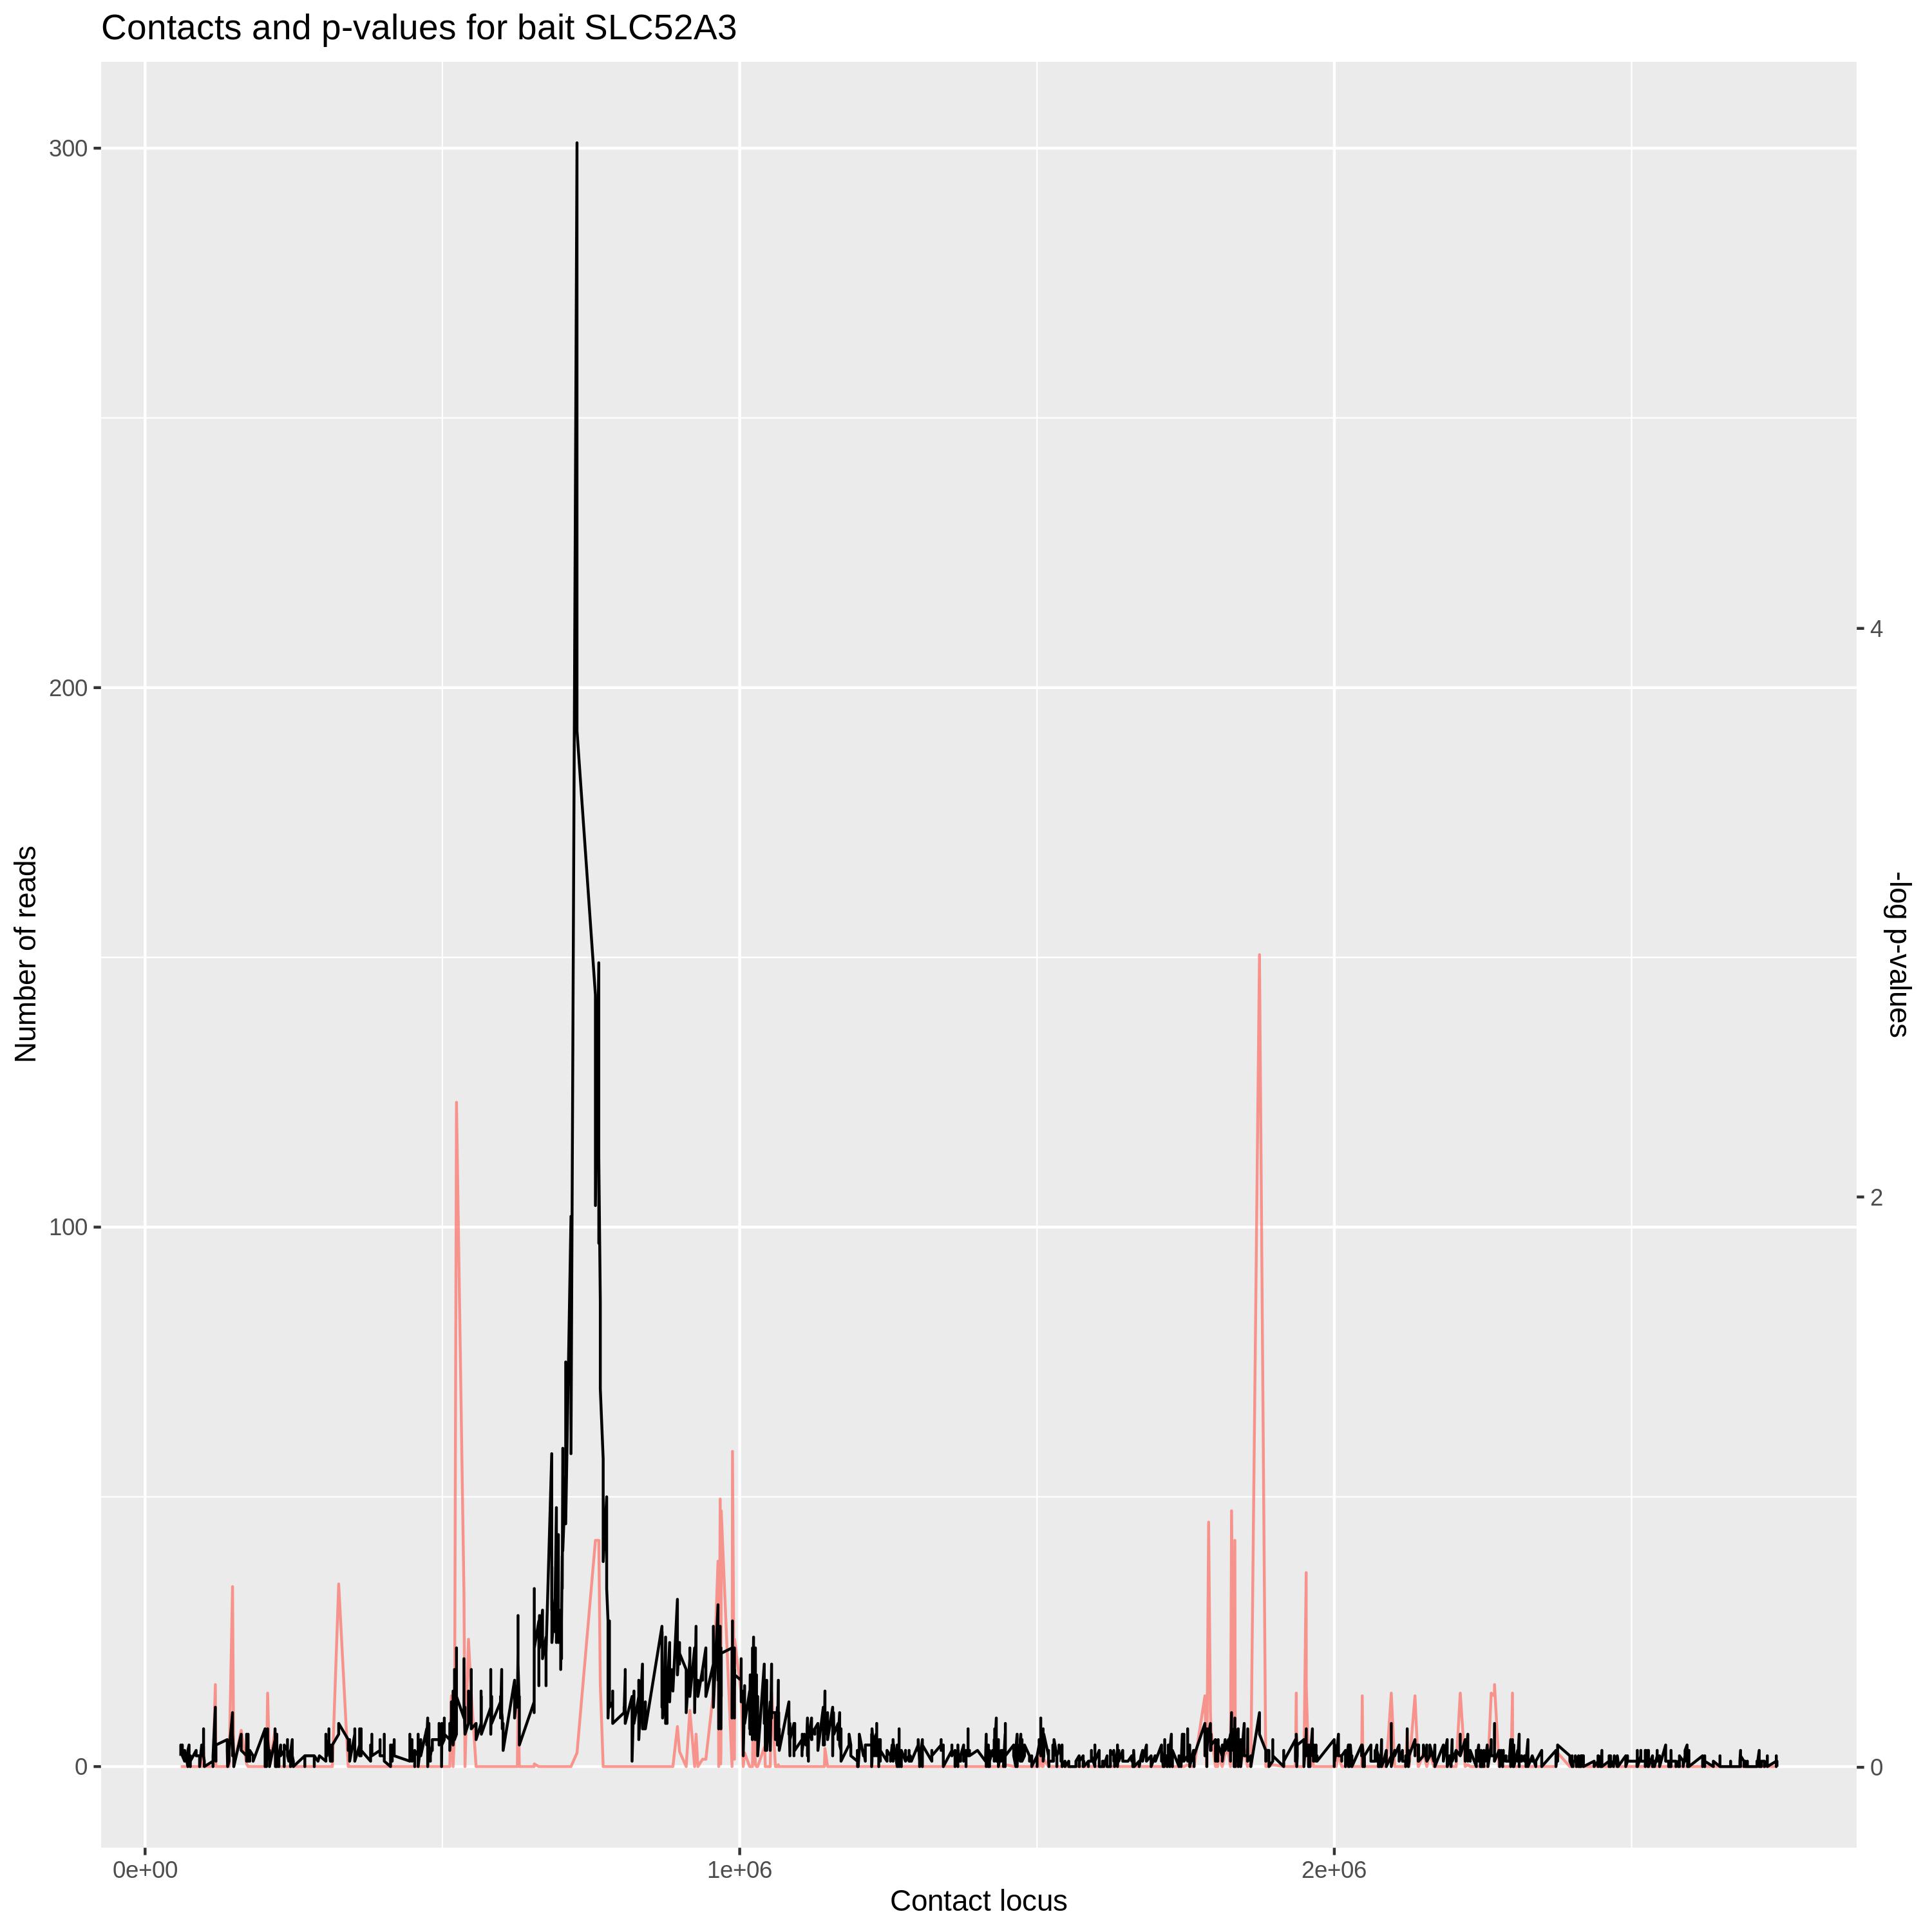 Contacts and p-values for bait SLC52A3
300
200
100
0
Number of reads
4
2
0
-log p-values
0e+00
1e+06
2e+06
Contact locus